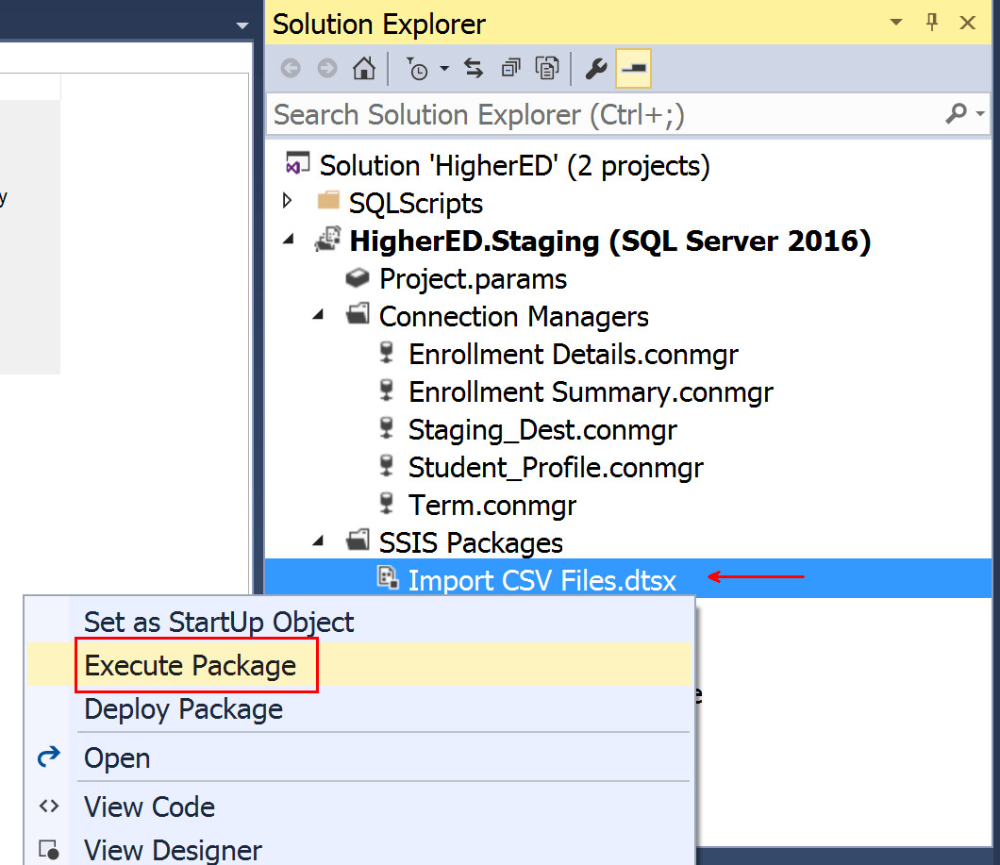 Solution Explorer
Search Solution Explorer (Ctrl+;)
Solution 'HigherED' (2 projects)
y
SQLScripts
HigherED.Staging (SQL Server 2016)
Project.params
Connection Managers
Enrollment Details.conmgr
Enrollment Summary.conmgr
Staging_Dest.conmgr
Student_Profile.conmgr
Term.conmgr
SSIS Packages
Import CSV Files.dtsx
Set as StartUp Object
Execute Package
e
Deploy Package
Open
View Code
View Designer